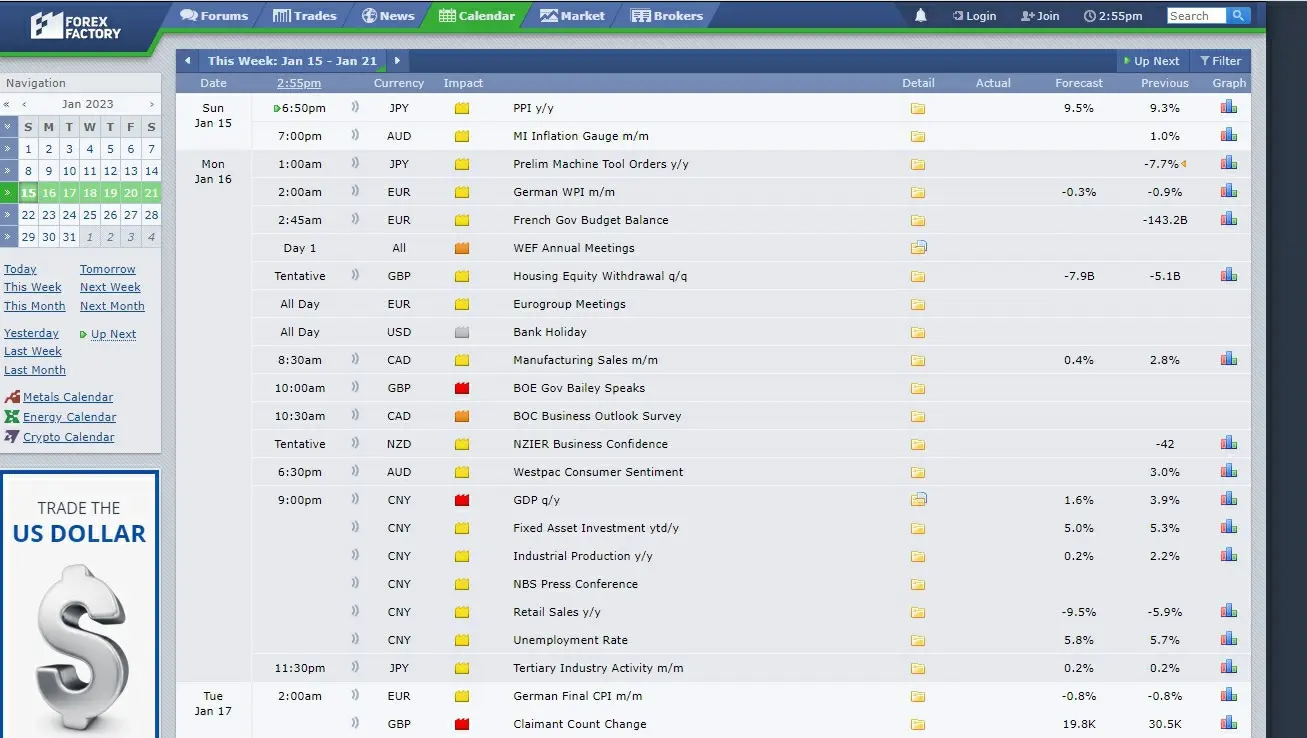 FOREX
FACTORY
Forums Trades News Calendar Market Brokers
Login Join 2:55pm Search
Navigation
« ‹ Jan 2023 ›
S M T W T F S
1 2 3 4 5 6 7
8 9 10 11 12 13 14
15 16 17 18 19 20 21
22 23 24 25 26 27 28
29 30 31 1 2 3 4
Today Tomorrow
This Week Next Week
This Month Next Month
Yesterday Up Next
Last Week
Last Month
Metals Calendar
Energy Calendar
Crypto Calendar
TRADE THE
US DOLLAR
$
This Week: Jan 15 - Jan 21 Up Next Filter
Date 2:55pm Currency Impact Detail Actual Forecast Previous Graph
Sun 6:50pm JPY PPI y/y 9.5% 9.3%
Jan 15
7:00pm AUD MI Inflation Gauge m/m 1.0%
Mon 1:00am JPY Prelim Machine Tool Orders y/y -7.7%
Jan 16
2:00am EUR German WPI m/m -0.3% -0.9%
2:45am EUR French Gov Budget Balance -143.2B
Day 1 All WEF Annual Meetings
Tentative GBP Housing Equity Withdrawal q/q -7.9B -5.1B
All Day EUR Eurogroup Meetings
All Day USD Bank Holiday
8:30am CAD Manufacturing Sales m/m 0.4% 2.8%
10:00am GBP BOE Gov Bailey Speaks
10:30am CAD BOC Business Outlook Survey
Tentative NZD NZIER Business Confidence -42
6:30pm AUD Westpac Consumer Sentiment 3.0%
9:00pm CNY GDP q/y 1.6% 3.9%
CNY Fixed Asset Investment ytd/y 5.0% 5.3%
CNY Industrial Production y/y 0.2% 2.2%
CNY NBS Press Conference
CNY Retail Sales y/y -9.5% -5.9%
CNY Unemployment Rate 5.8% 5.7%
11:30pm JPY Tertiary Industry Activity m/m 0.2% 0.2%
Tue 2:00am EUR German Final CPI m/m -0.8% -0.8%
Jan 17
GBP Claimant Count Change 19.8K 30.5K